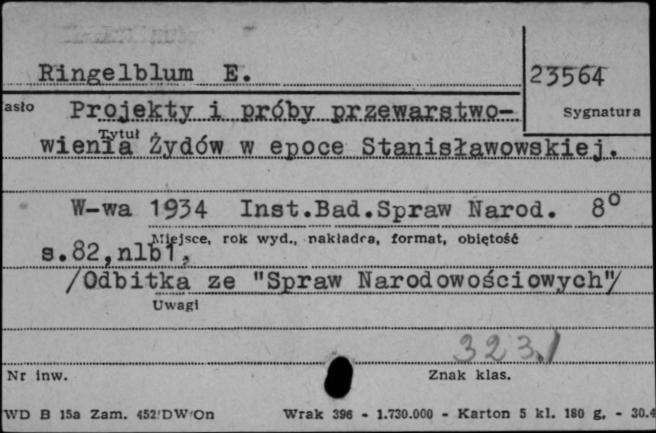 Ringelblum E.
23564
asło Projekty i próby przewarstwo-
Sygnatura
Tytuł
wienia Żydów w epoce Stanisławowskiej.
W-wa 1934 Inst.Bad.Spraw Narod. 8°
Miejsce, rok wyd., nakładca, format, objętość
s.82,nlb1,
/Odbitka ze "Spraw Narodowościowych"/
Uwagi
323.1
Nr inw.
Znak klas.
WD B 15a Zam. 452/DW/On Wrak 396 - 1.730.000 - Karton 5 kl. 180 g. - 30.4